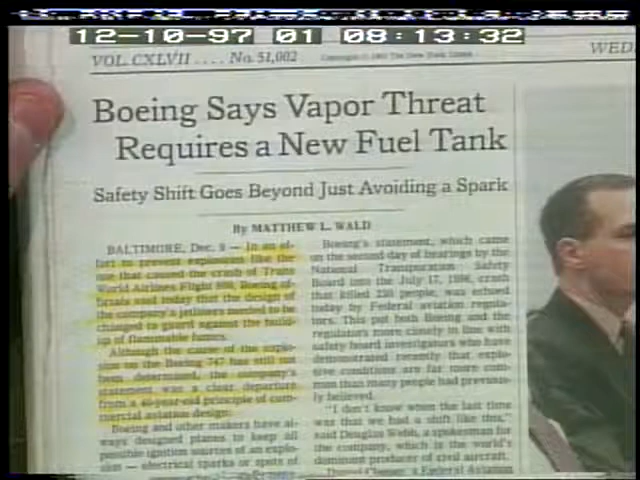 12-10-97 01 08:13:32
VOL. CXLVII .... No. 51,002
WED
Boeing Says Vapor Threat
Requires a New Fuel Tank
Safety Shift Goes Beyond Just Avoiding a Spark
By MATTHEW L. WALD
BALTIMORE, Dec. 9 — In an ef-
fort to prevent explosions like the
one that caused the crash of Trans
World Airlines Flight 800, Boeing of-
ficials said today that the design of
the company's jetliners needed to be
changed to guard against the build-
up of flammable fumes.
Although the cause of the explo-
sion on the Boeing 747 has still not
been determined, the company's
statement was a clear departure
from a 40-year-old principle of com-
mercial aviation design.
Boeing and other makers have al-
ways designed planes to keep all
possible ignition sources of an explo-
sion — electrical sparks or spots of
Boeing's statement, which came
on the second day of hearings by the
National Transportation Safety
Board into the July 17, 1996, crash
that killed 230 people, was echoed
today by Federal aviation regula-
tors. This put both Boeing and the
regulators more closely in line with
safety board investigators who have
demonstrated recently that explo-
sive conditions are far more com-
mon than many people had previous-
ly believed.
"I don't know when the last time
was that we had a shift like this,"
said Douglas Webb, a spokesman for
the company, which is the world's
dominant producer of civil aircraft.
a Federal Aviation